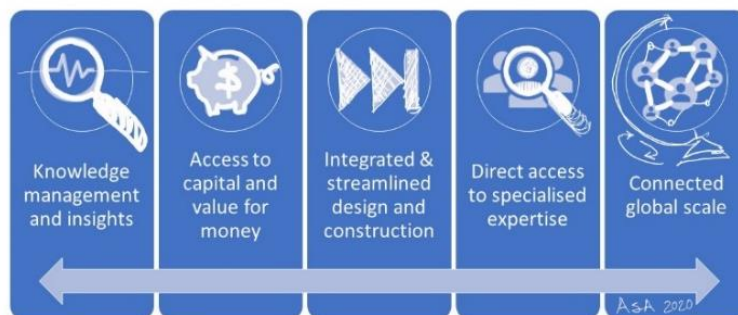 $
Knowledge
management
and insights
Access to
capital and
value for
money
Integrated &
streamlined
design and
construction
Direct access
to specialised
expertise
Connected
global scale
ASA 2020